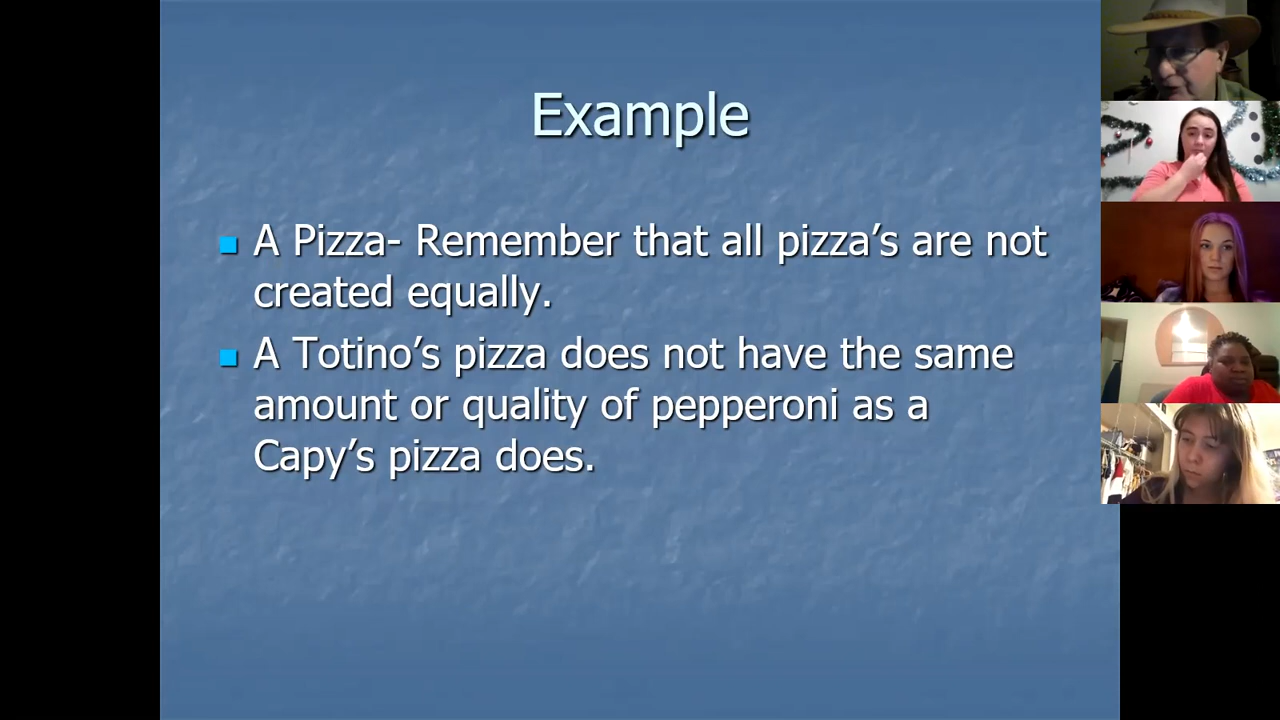 Example
A Pizza- Remember that all pizza’s are not
created equally.
A Totino’s pizza does not have the same
amount or quality of pepperoni as a
Capy’s pizza does.